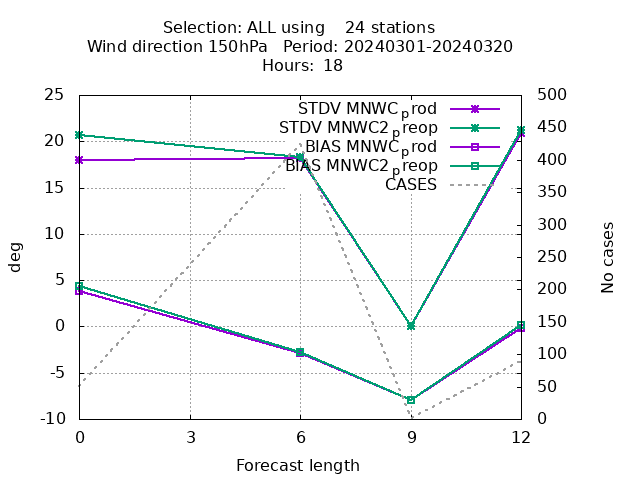 Selection: ALL using    24 stations
Wind direction 150hPa   Period: 20240301-20240320
Hours: 18
STDV MNWC_prod
STDV MNWC2_preop
BIAS MNWC_prod
BIAS MNWC2_preop
CASES
25
20
15
10
5
0
-5
-10
deg
500
450
400
350
300
250
200
150
100
50
0
No cases
0 3 6 9 12
Forecast length